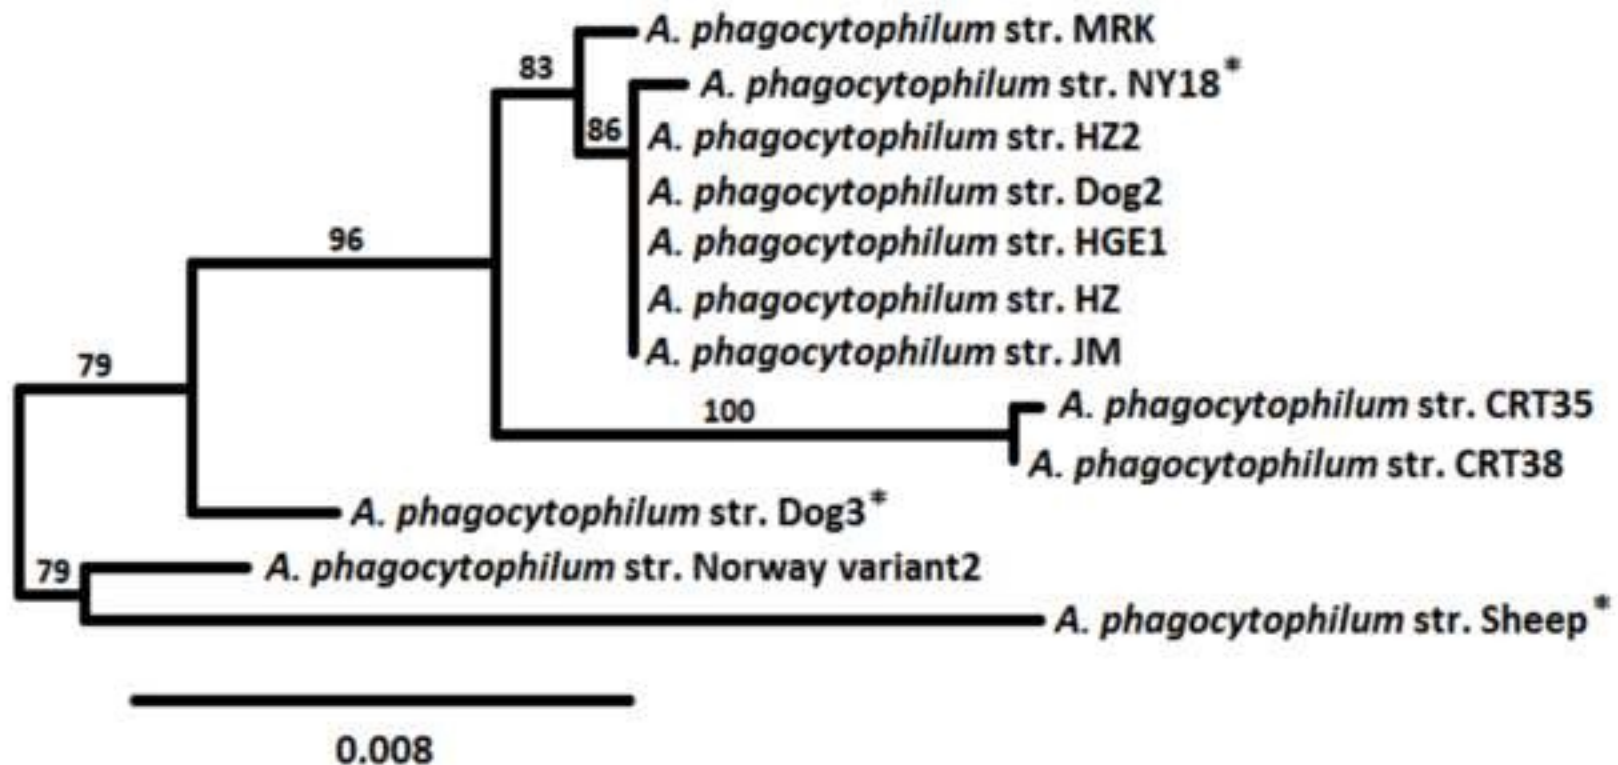 A. phagocytophilum str. MRK
83
A. phagocytophilum str. NY18*
86
A. phagocytophilum str. HZ2
A. phagocytophilum str. Dog2
96
A. phagocytophilum str. HGE1
A. phagocytophilum str. HZ
A. phagocytophilum str. JM
79
100
A. phagocytophilum str. CRT35
A. phagocytophilum str. CRT38
A. phagocytophilum str. Dog3*
79
A. phagocytophilum str. Norway variant2
A. phagocytophilum str. Sheep*
0.008